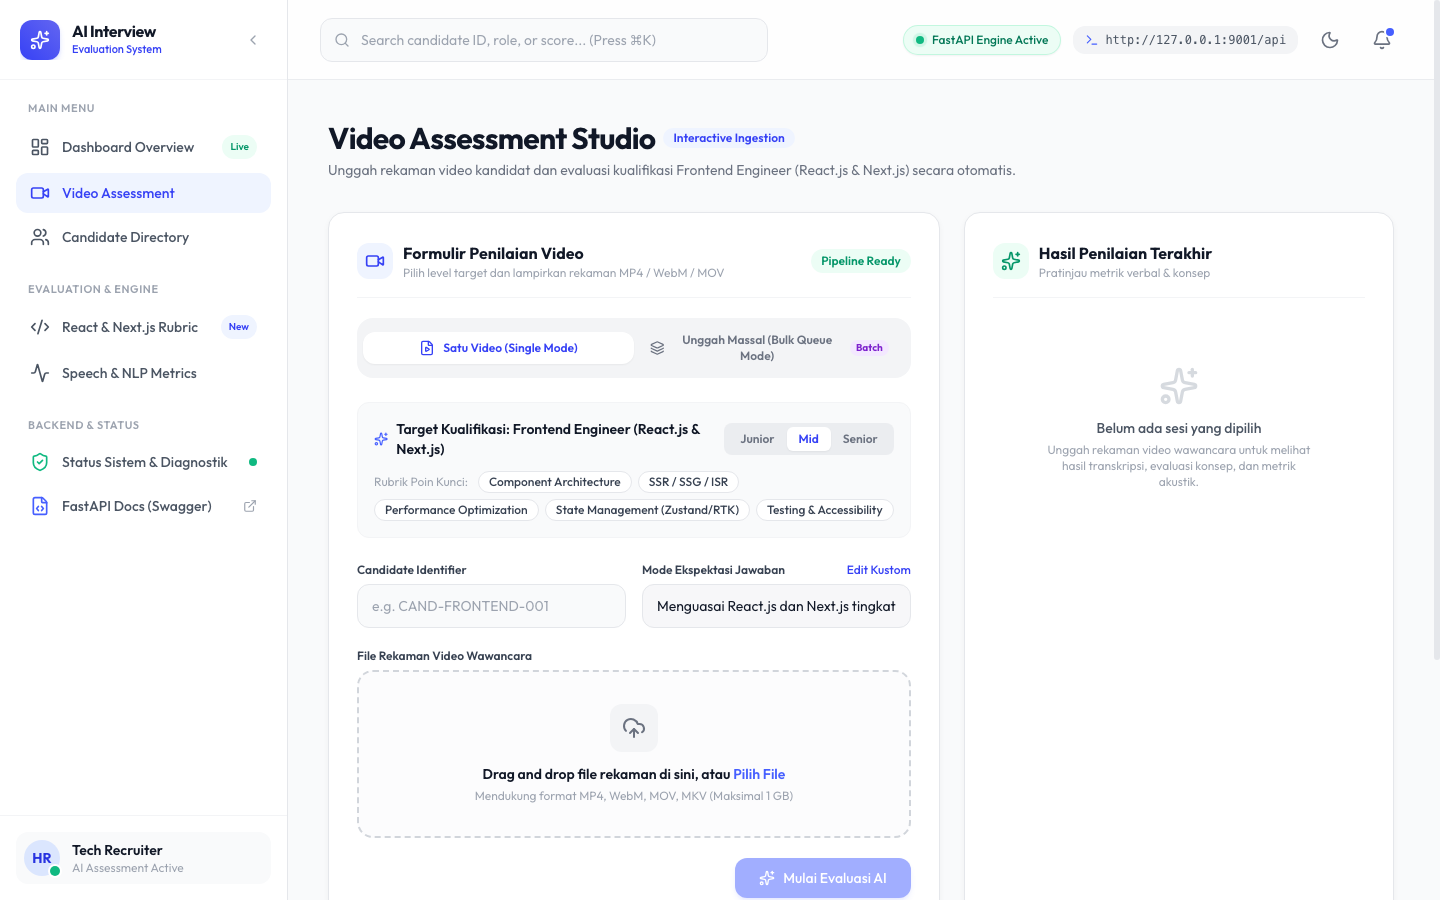 AI Interview
Evaluation System
Search candidate ID, role, or score... (Press ⌘K)
FastAPI Engine Active
http://127.0.0.1:9001/api
MAIN MENU
Dashboard Overview
Live
Video Assessment
Candidate Directory
EVALUATION & ENGINE
React & Next.js Rubric
New
Speech & NLP Metrics
BACKEND & STATUS
Status Sistem & Diagnostik
FastAPI Docs (Swagger)
HR
Tech Recruiter
AI Assessment Active
Video Assessment Studio
Interactive Ingestion
Unggah rekaman video kandidat dan evaluasi kualifikasi Frontend Engineer (React.js & Next.js) secara otomatis.
Formulir Penilaian Video
Pilih level target dan lampirkan rekaman MP4 / WebM / MOV
Pipeline Ready
Satu Video (Single Mode)
Unggah Massal (Bulk Queue
Mode)
Batch
Target Kualifikasi: Frontend Engineer (React.js &
Next.js)
Junior
Mid
Senior
Rubrik Poin Kunci:
Component Architecture
SSR / SSG / ISR
Performance Optimization
State Management (Zustand/RTK)
Testing & Accessibility
Candidate Identifier
e.g. CAND-FRONTEND-001
Mode Ekspektasi Jawaban
Edit Kustom
Menguasai React.js dan Next.js tingkat
File Rekaman Video Wawancara
Drag and drop file rekaman di sini, atau Pilih File
Mendukung format MP4, WebM, MOV, MKV (Maksimal 1 GB)
Mulai Evaluasi AI
Hasil Penilaian Terakhir
Pratinjau metrik verbal & konsep
Belum ada sesi yang dipilih
Unggah rekaman video wawancara untuk melihat
hasil transkripsi, evaluasi konsep, dan metrik
akustik.